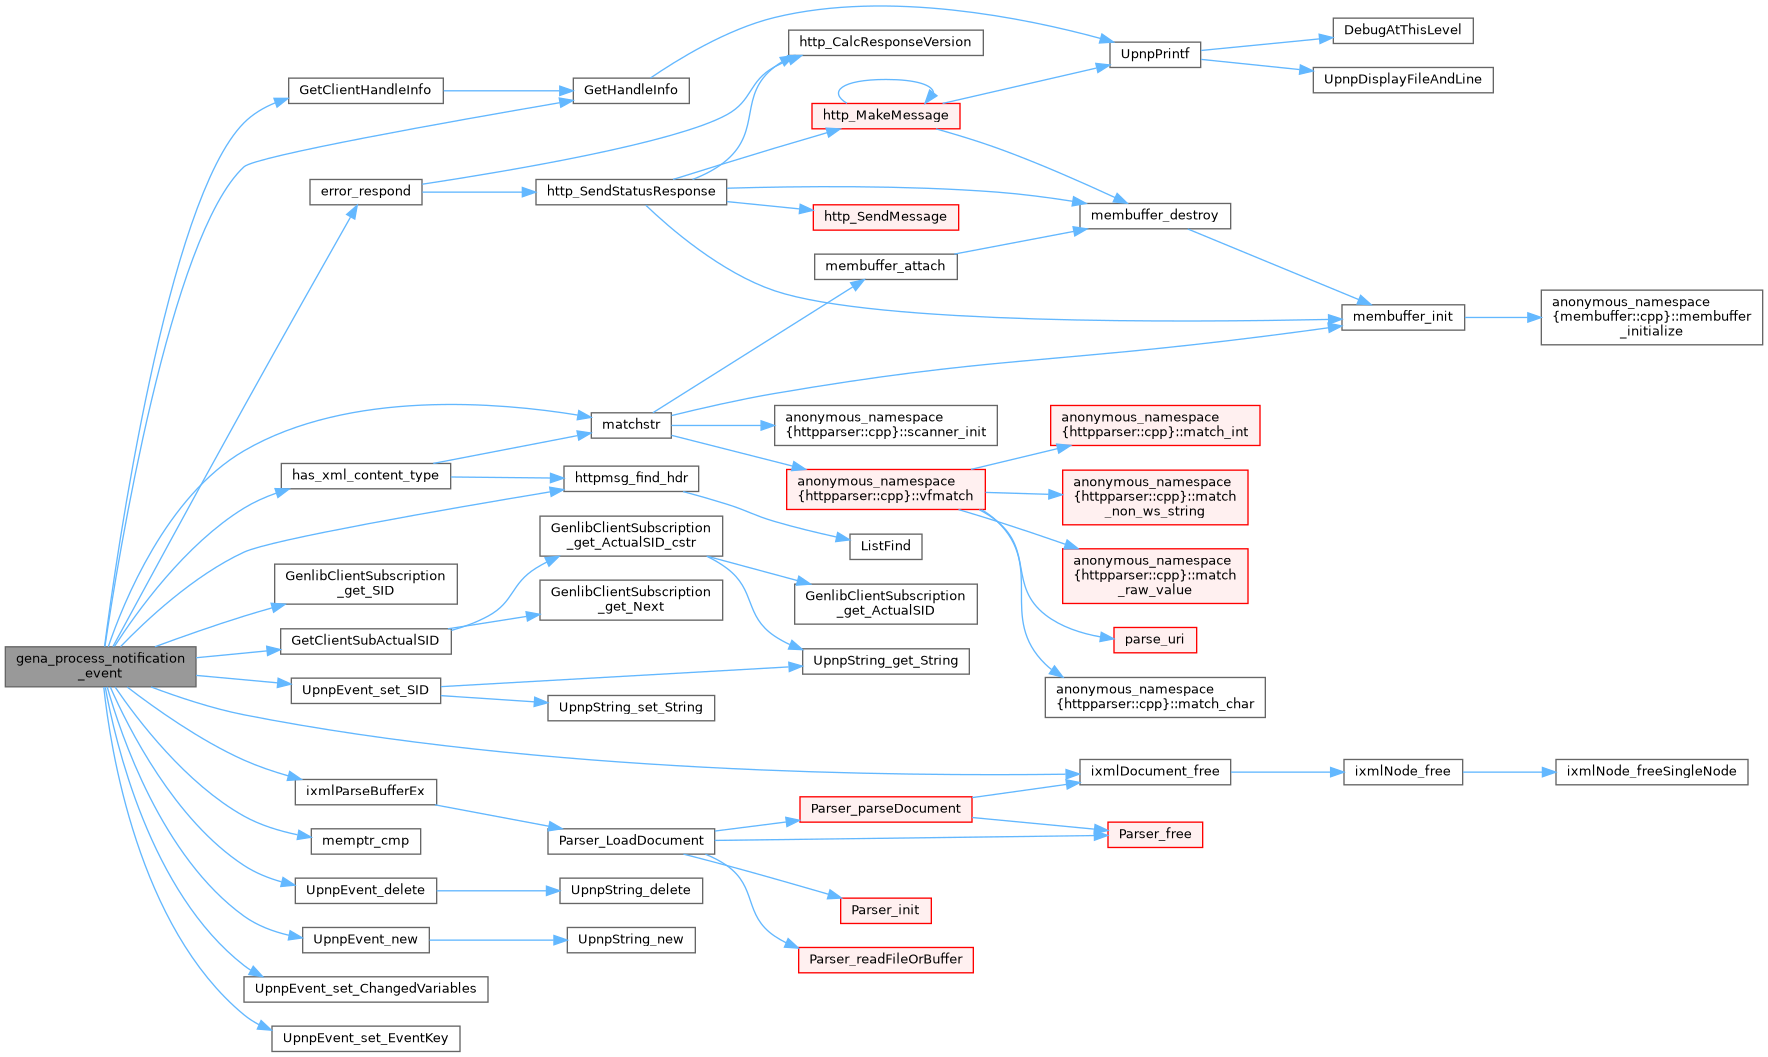 gena_process_notification
_event
GetClientHandleInfo
GetHandleInfo
error_respond
http_SendStatusResponse
http_CalcResponseVersion
http_MakeMessage
http_SendMessage
UpnpPrintf
DebugAtThisLevel
UpnpDisplayFileAndLine
membuffer_destroy
membuffer_attach
membuffer_init
anonymous_namespace
{membuffer::cpp}::membuffer
_initialize
matchstr
has_xml_content_type
httpmsg_find_hdr
anonymous_namespace
{httpparser::cpp}::scanner_init
anonymous_namespace
{httpparser::cpp}::vfmatch
anonymous_namespace
{httpparser::cpp}::match_int
anonymous_namespace
{httpparser::cpp}::match
_non_ws_string
anonymous_namespace
{httpparser::cpp}::match
_raw_value
parse_uri
anonymous_namespace
{httpparser::cpp}::match_char
ListFind
GenlibClientSubscription
_get_SID
GetClientSubActualSID
GenlibClientSubscription
_get_ActualSID_cstr
GenlibClientSubscription
_get_Next
GenlibClientSubscription
_get_ActualSID
UpnpString_get_String
UpnpEvent_set_SID
UpnpString_set_String
ixmlDocument_free
ixmlNode_free
ixmlNode_freeSingleNode
ixmlParseBufferEx
Parser_LoadDocument
Parser_parseDocument
Parser_free
Parser_init
Parser_readFileOrBuffer
memptr_cmp
UpnpEvent_delete
UpnpString_delete
UpnpEvent_new
UpnpString_new
UpnpEvent_set_ChangedVariables
UpnpEvent_set_EventKey